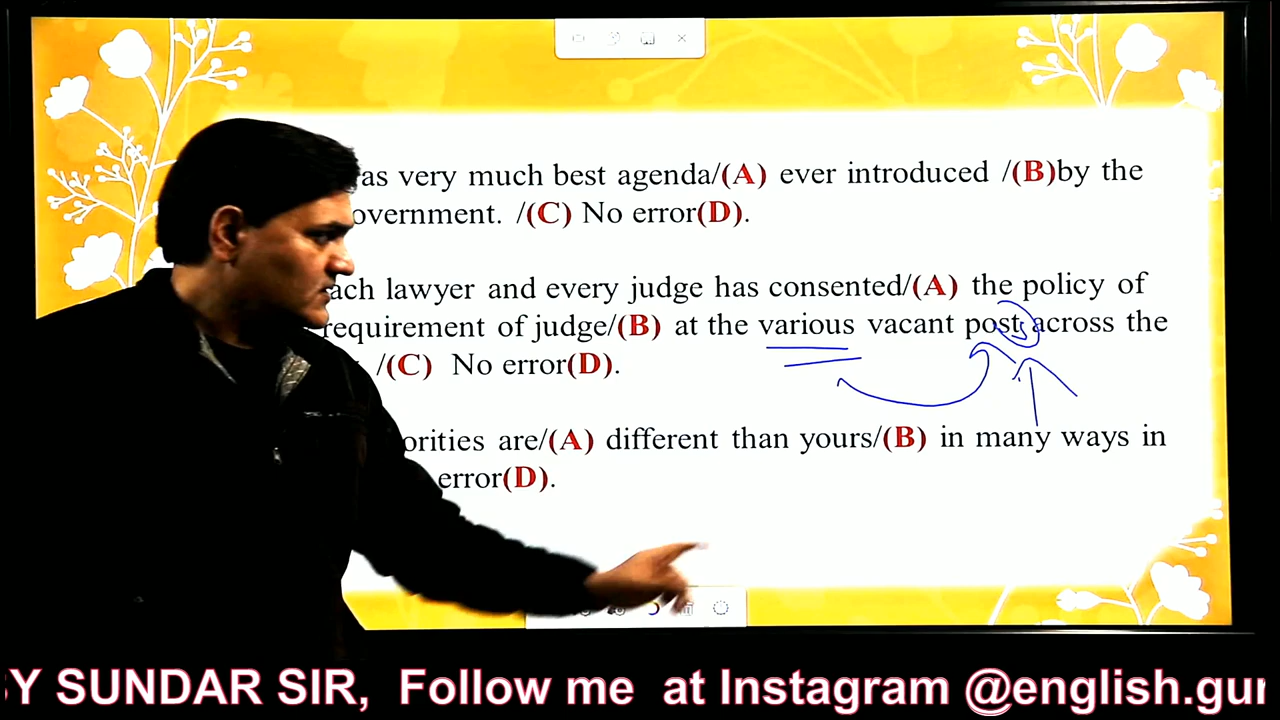 as very much best agenda/(A) ever introduced /(B)by the
overnment. /(C) No error(D).
ach lawyer and every judge has consented/(A) the policy of
requirement of judge/(B) at the various vacant post across the
/(C) No error(D).
orities are/(A) different than yours/(B) in many ways in
error(D).
Y SUNDAR SIR, Follow me at Instagram @english.gur